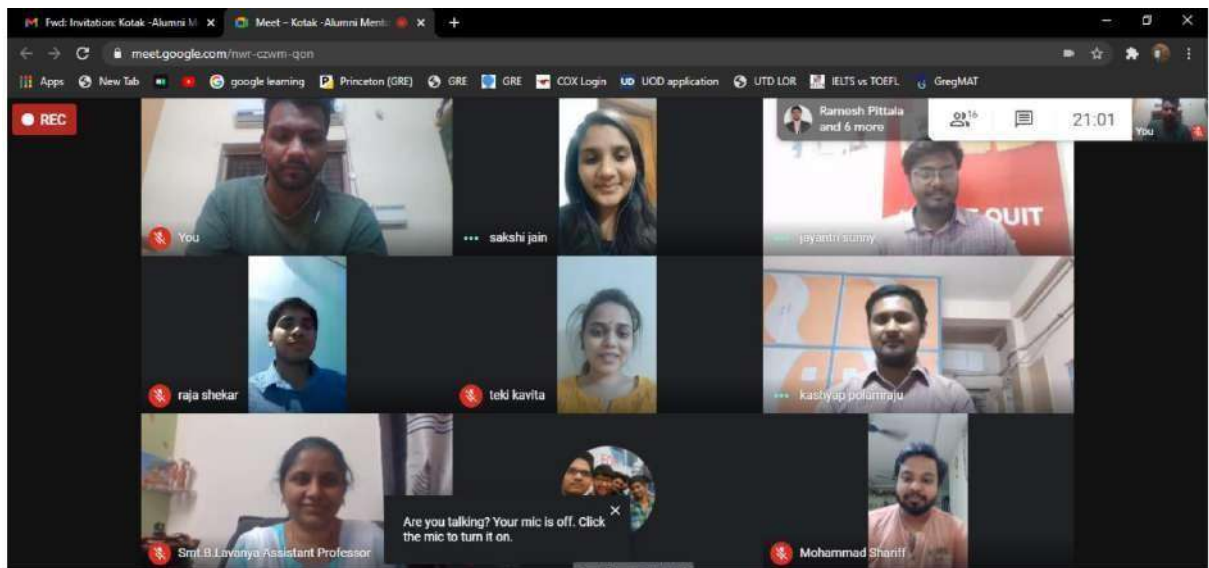 Fwd: Invitation: Kotak -Alumni M
Meet – Kotak -Alumni Ment
meet.google.com/nwr-czwm-qon
Apps New Tab google learning Princeton (GRE) GRE GRE COX Login UD UOD application UTD LOR IELTS vs TOEFL GregMAT
REC
Ramesh Pittala
and 6 more
16
21:01
You
QUIT
You
sakshi jain
jayantri sunny
raja shekar
teki kavita
kashyap polamraju
Are you talking? Your mic is off. Click
the mic to turn it on.
Smt.B.Lavanya Assistant Professor
Mohammad Shariff